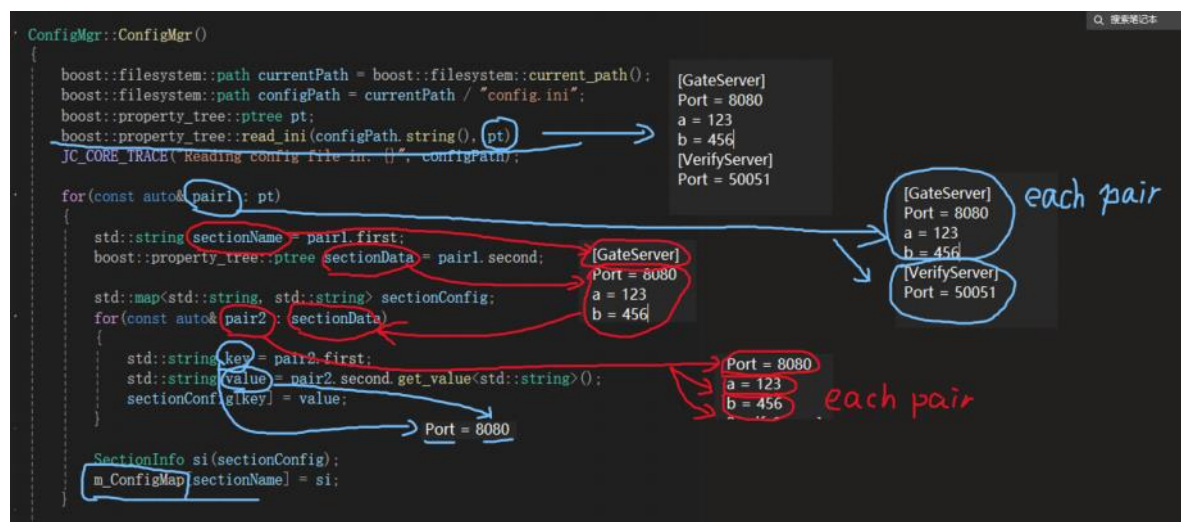 搜索笔记本
ConfigMgr::ConfigMgr()
{
boost::filesystem::path currentPath = boost::filesystem::current_path();
boost::filesystem::path configPath = currentPath / "config.ini";
boost::property_tree::ptree pt;
boost::property_tree::read_ini(configPath.string(), pt)
JC_CORE_TRACE("Reading config file in: {}", configPath);
[GateServer]
Port = 8080
a = 123
b = 456
[VerifyServer]
Port = 50051
for(const auto& pair1 : pt)
{
std::string sectionName = pair1.first;
boost::property_tree::ptree sectionData = pair1.second;
[GateServer]
Port = 8080
a = 123
b = 456
[GateServer]
Port = 8080
a = 123
b = 456
[VerifyServer]
Port = 50051
each pair
std::map<std::string, std::string> sectionConfig;
for(const auto& pair2 : sectionData)
{
std::string key = pair2.first;
std::string value = pair2.second.get_value<std::string>();
sectionConfig[key] = value;
}
Port = 8080
a = 123
b = 456
each pair
Port = 8080
SectionInfo si(sectionConfig);
m_ConfigMap[sectionName] = si;
}